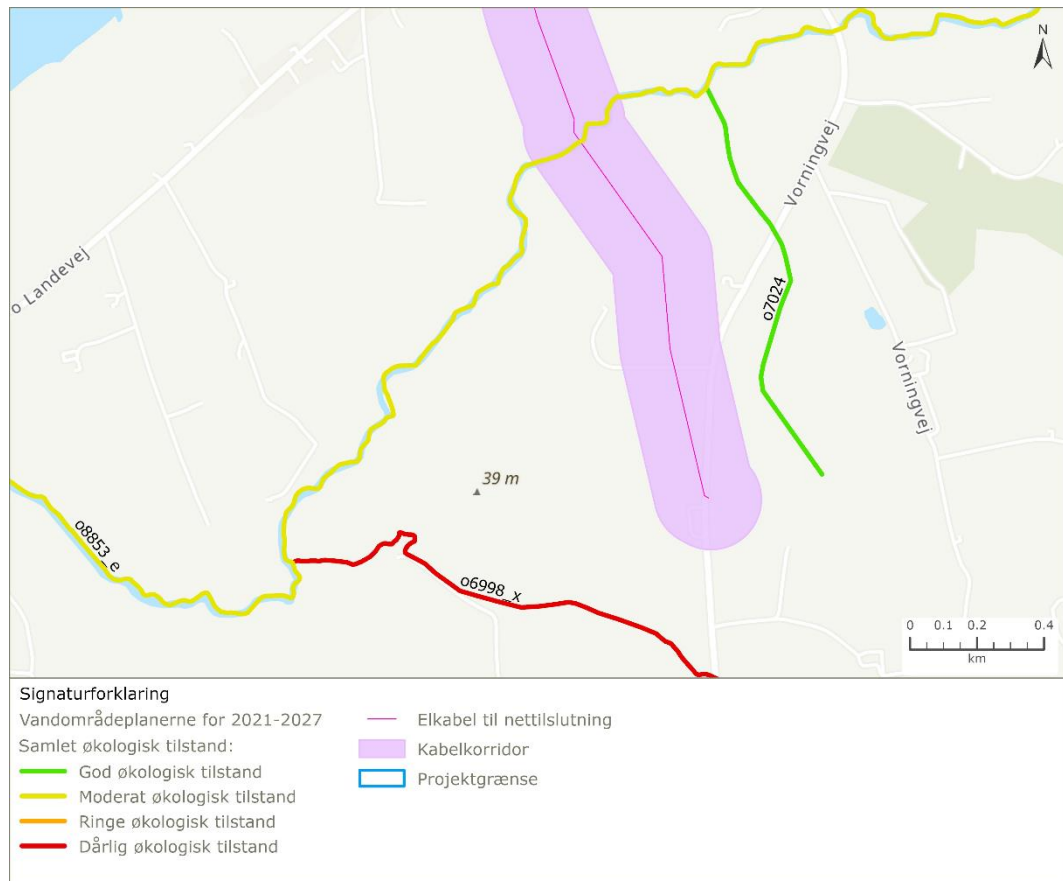 N
Vorningvej
o Landevej
o7024
Vorningvej
39 m
o8853_e
o6998_x
0 0.1 0.2 0.4
km
Signaturforklaring
Vandområdeplanerne for 2021-2027
Samlet økologisk tilstand:
God økologisk tilstand
Moderat økologisk tilstand
Ringe økologisk tilstand
Dårlig økologisk tilstand
Elkabel til nettilslutning
Kabelkorridor
Projektgrænse